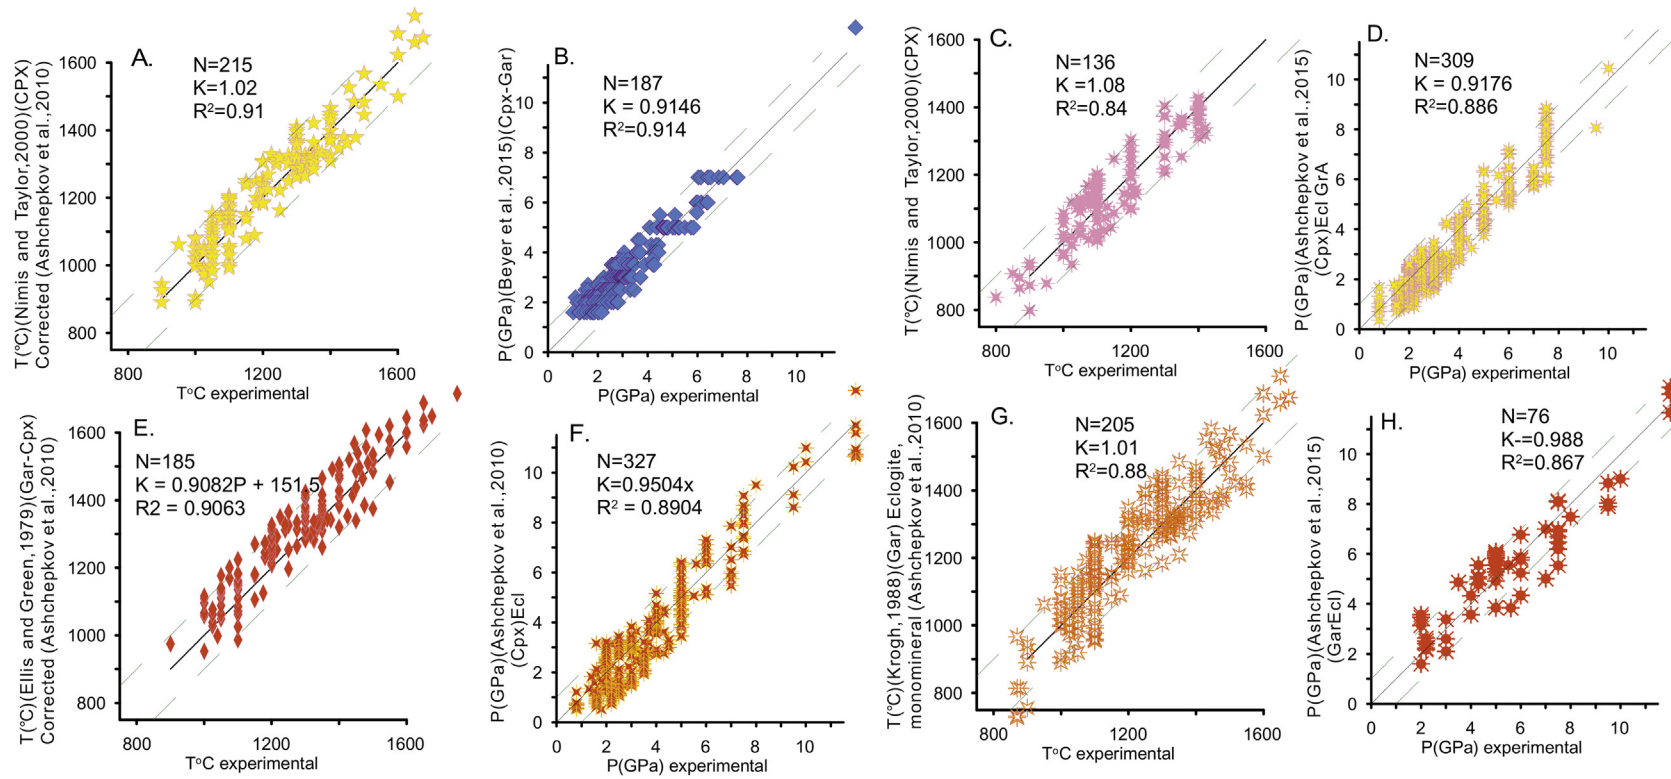 A.
N=215
K=1.02
R²=0.91
T(°C)(Nimis and Taylor,2000)(CPX)
Corrected (Ashchepkov et al.,2010)
1600
1400
1200
1000
800
800
1200
1600
T°C experimental
B.
N=187
K = 0.9146
R²=0.914
P(GPa)(Beyer et al.,2015)(Cpx-Gar)
10
8
6
4
2
0
0
2
4
6
8
10
P(GPa) experimental
C.
N=136
K =1.08
R²=0.84
T(°C)(Nimis and Taylor,2000)(CPX)
1600
1400
1200
1000
800
800
1200
1600
T°C experimental
D.
N=309
K = 0.9176
R²=0.886
P(GPa)(Ashchepkov et al.,2015)
(Cpx)Ecl GrA
10
8
6
4
2
0
0
2
4
6
8
10
P(GPa) experimental
E.
N=185
K = 0.9082P + 151.5
R2 = 0.9063
T(°C)(Ellis and Green,1979)(Gar-Cpx)
Corrected (Ashchepkov et al.,2010)
1600
1400
1200
1000
800
800
1200
1600
T°C experimental
F.
N=327
K=0.9504x
R² = 0.8904
P(GPa)(Ashchepkov et al.,2010)
(Cpx)Ecl
10
8
6
4
2
0
0
2
4
6
8
10
P(GPa) experimental
G.
N=205
K=1.01
R²=0.88
T(°C)(Krogh,1988)(Gar) Eclogite,
monomineral (Ashchepkov et al.,2010)
1600
1400
1200
1000
800
800
1200
1600
T°C experimental
H.
N=76
K-=0.988
R²=0.867
P(GPa)(Ashchepkov et al.,2015)
(GarEcl)
10
8
6
4
2
0
0
2
4
6
8
10
P(GPa) experimental